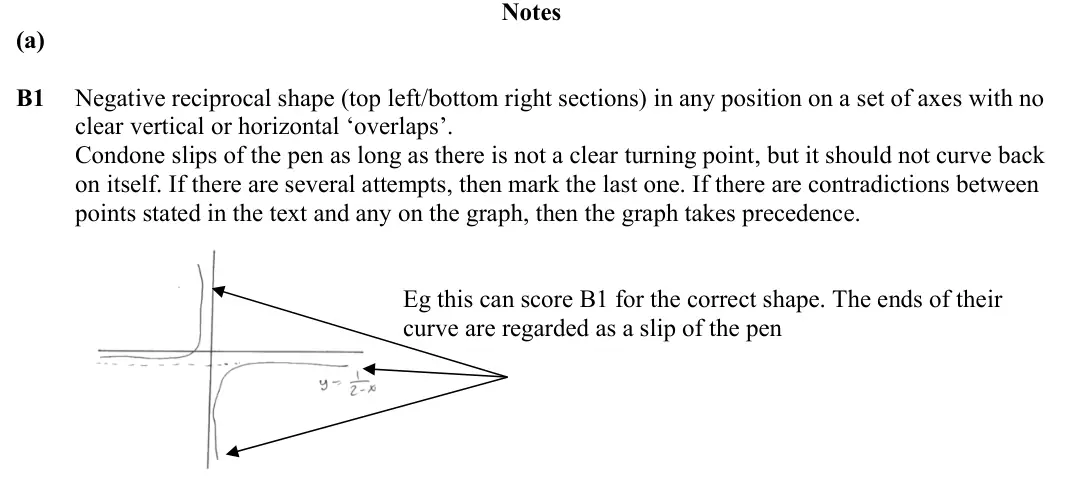 Notes
(a)
B1 Negative reciprocal shape (top left/bottom right sections) in any position on a set of axes with no
clear vertical or horizontal ‘overlaps’.
Condone slips of the pen as long as there is not a clear turning point, but it should not curve back
on itself. If there are several attempts, then mark the last one. If there are contradictions between
points stated in the text and any on the graph, then the graph takes precedence.
Eg this can score B1 for the correct shape. The ends of their
curve are regarded as a slip of the pen
y = 1/(2-x)